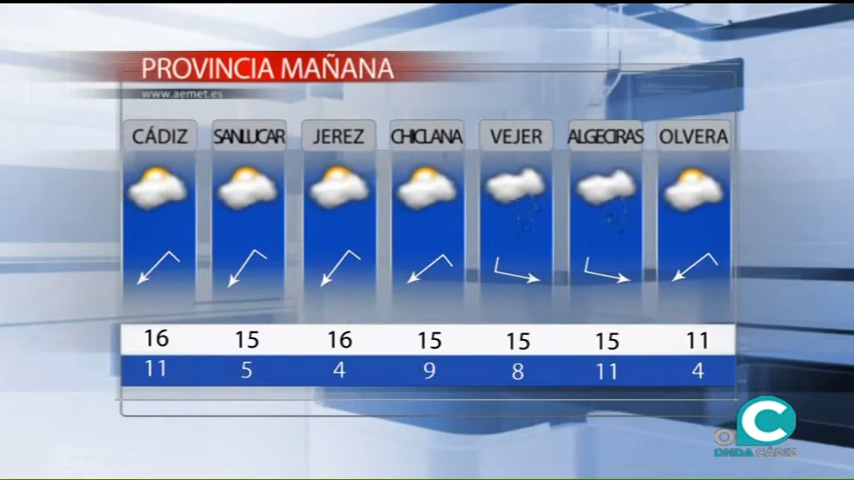 PROVINCIA MAÑANA
www.aemet.es
CÁDIZ SANLUCAR JEREZ CHICLANA VEJER ALGECIRAS OLVERA
16 15 16 15 15 15 11
11 5 4 9 8 11 4
C
ONDA CÁDIZ